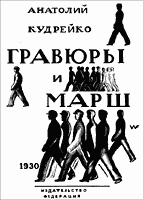 АНАТОЛИЙ
КУДРЕЙКО
ГРАВЮРЫ
И
МАРШ
1930
ИЗДАТЕЛЬСТВО
ФЕДЕРАЦИЯ